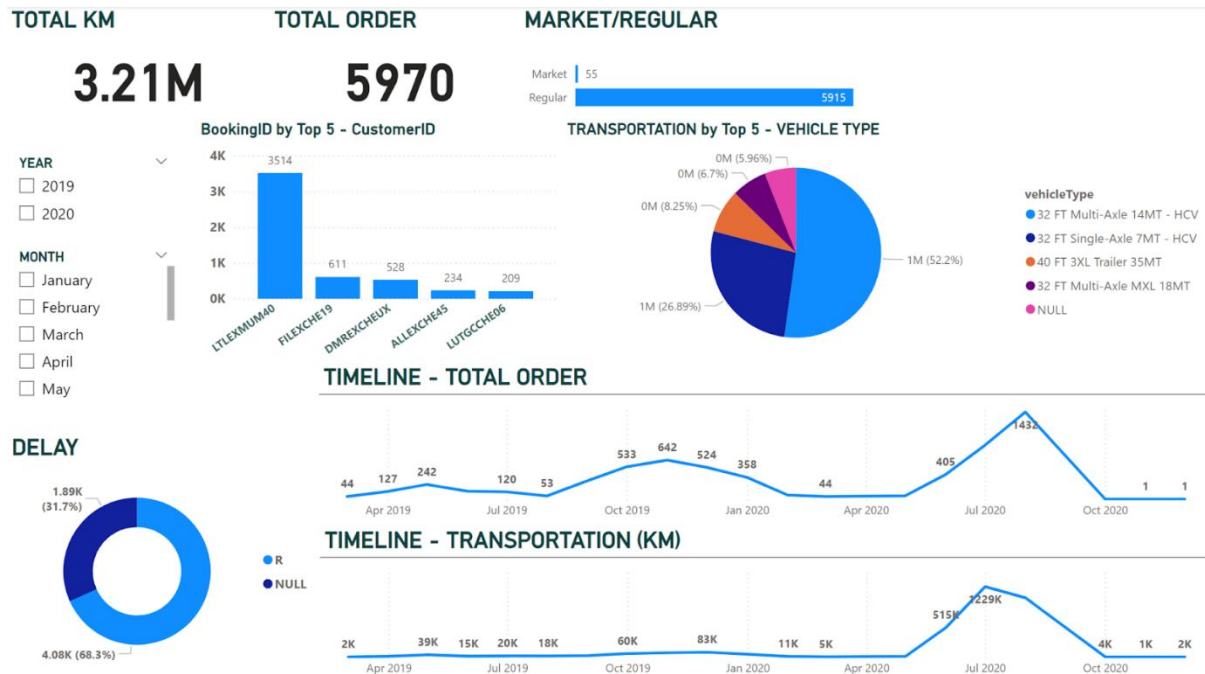 TOTAL KM
TOTAL ORDER
MARKET/REGULAR
3.21M
5970
Market
55
Regular
5915
BookingID by Top 5 - CustomerID
4K
3K
2K
1K
0K
3514
611
528
234
209
LTLEXMUM40
FILEXCHE19
DMREXCHEUX
ALLEXCHE45
LUTGCCHE06
TRANSPORTATION by Top 5 - VEHICLE TYPE
0M (5.96%)
0M (6.7%)
0M (8.25%)
1M (26.89%)
1M (52.2%)
vehicleType
32 FT Multi-Axle 14MT - HCV
32 FT Single-Axle 7MT - HCV
40 FT 3XL Trailer 35MT
32 FT Multi-Axle MXL 18MT
NULL
YEAR
2019
2020
MONTH
January
February
March
April
May
TIMELINE - TOTAL ORDER
44
127
242
120
53
533
642
524
358
44
405
1432
1
1
Apr 2019
Jul 2019
Oct 2019
Jan 2020
Apr 2020
Jul 2020
Oct 2020
DELAY
1.89K
(31.7%)
4.08K (68.3%)
R
NULL
TIMELINE - TRANSPORTATION (KM)
2K
39K
15K
20K
18K
60K
83K
11K
5K
515K
1229K
4K
1K
2K
Apr 2019
Jul 2019
Oct 2019
Jan 2020
Apr 2020
Jul 2020
Oct 2020